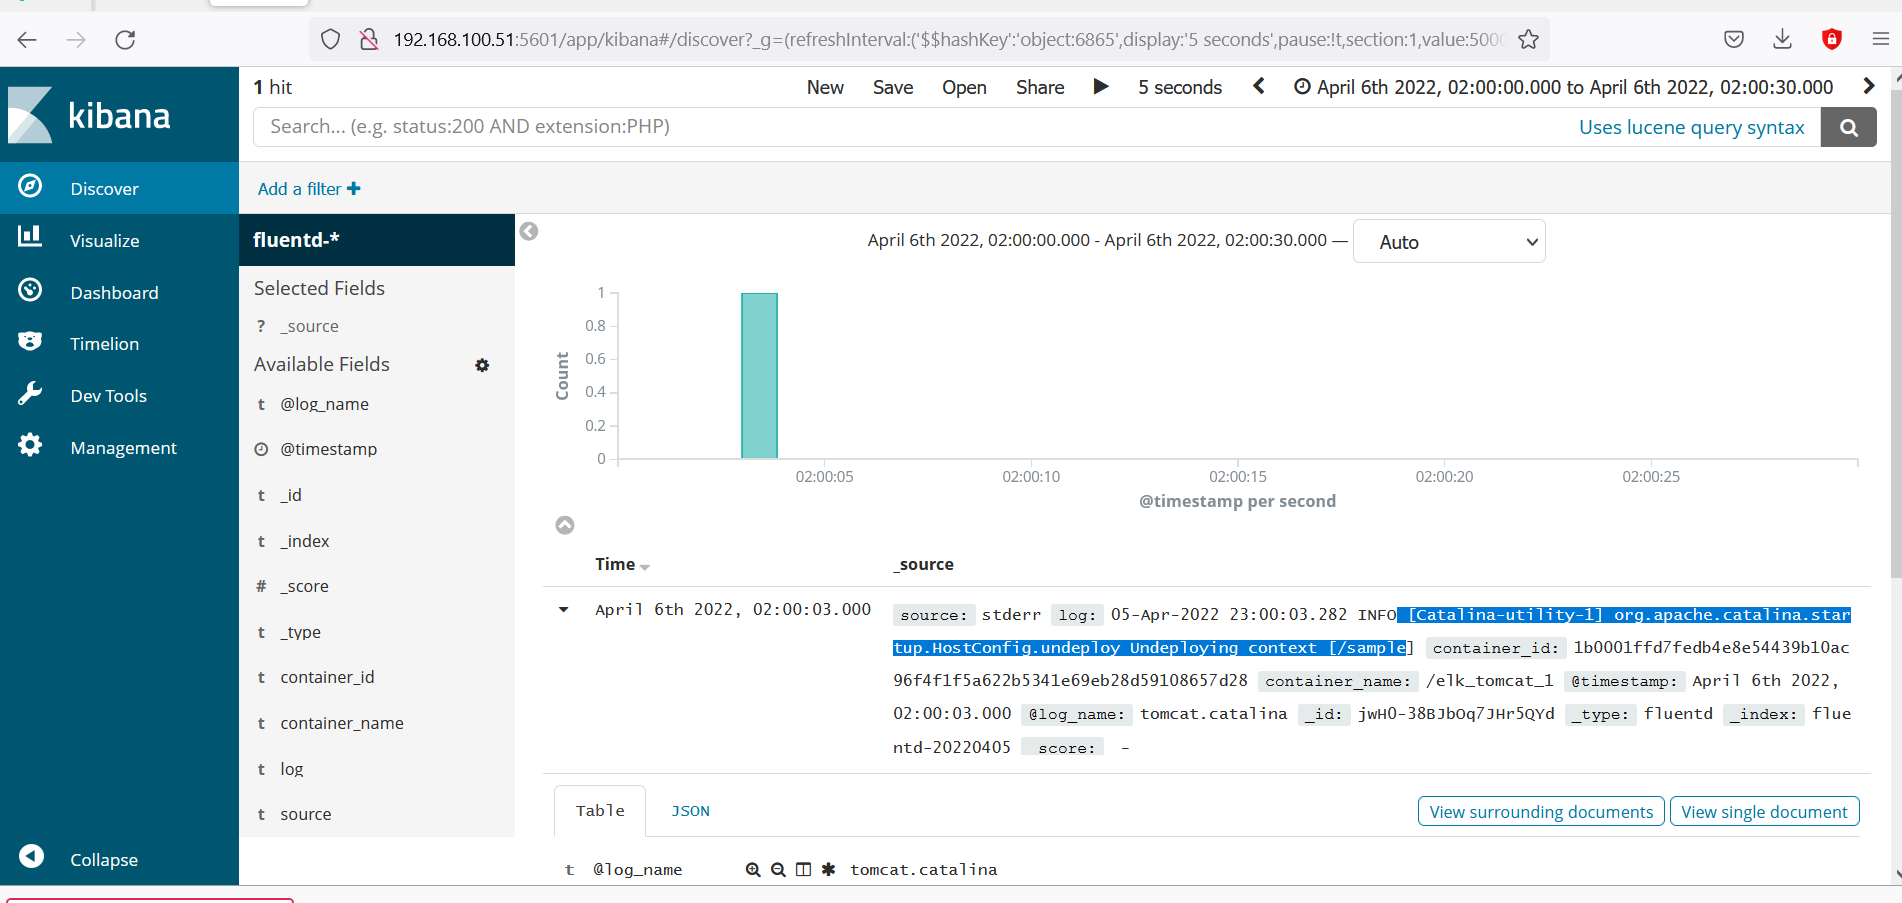 192.168.100.51:5601/app/kibana#/discover?_g=(refreshInterval:('$$hashKey':'object:6865',display:'5 seconds',pause:!t,section:1,value:5000
kibana
Discover
Visualize
Dashboard
Timelion
Dev Tools
Management
Collapse
1 hit
New Save Open Share 5 seconds April 6th 2022, 02:00:00.000 to April 6th 2022, 02:00:30.000
Search... (e.g. status:200 AND extension:PHP) Uses lucene query syntax
Add a filter
fluentd-*
Selected Fields
? _source
Available Fields
t @log_name
@timestamp
t _id
t _index
# _score
t _type
t container_id
t container_name
t log
t source
April 6th 2022, 02:00:00.000 - April 6th 2022, 02:00:30.000 — Auto
Count
1
0.8
0.6
0.4
0.2
0
02:00:05 02:00:10 02:00:15 02:00:20 02:00:25
@timestamp per second
Time _source
April 6th 2022, 02:00:03.000 source: stderr log: 05-Apr-2022 23:00:03.282 INFO [Catalina-utility-1] org.apache.catalina.star
tup.HostConfig.undeploy Undeploying context [/sample] container_id: 1b0001ffd7fedb4e8e54439b10ac
96f4f1f5a622b5341e69eb28d59108657d28 container_name: /elk_tomcat_1 @timestamp: April 6th 2022,
02:00:03.000 @log_name: tomcat.catalina _id: jwH0-38BJbOq7JHr5QYd _type: fluentd _index: flue
ntd-20220405 _score: -
Table JSON View surrounding documents View single document
t @log_name tomcat.catalina